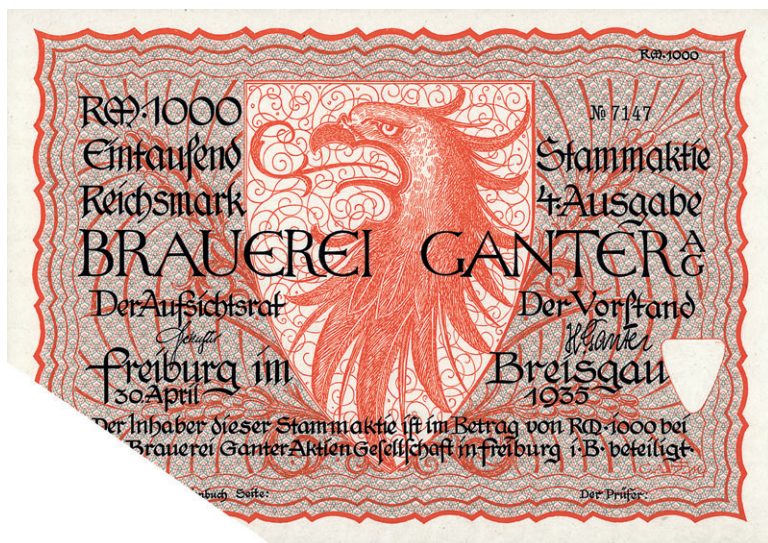 RM·1000
RM·1000
№ 7147
Eintauſend
Stammaktie
Reichsmark
4·Ausgabe
BRAUEREI GANTER AG
Der Aufſichtsrat
Der Vorſtand
H Ganter
Freiburg im Breisgau
30·April 1935
Der Inhaber dieſer Stammaktie iſt im Betrag von RM·1000 bei
Brauerei Ganter Aktien Geſellſchaft in Freiburg i·B· beteiligt·
Seite:
Der Prüfer: